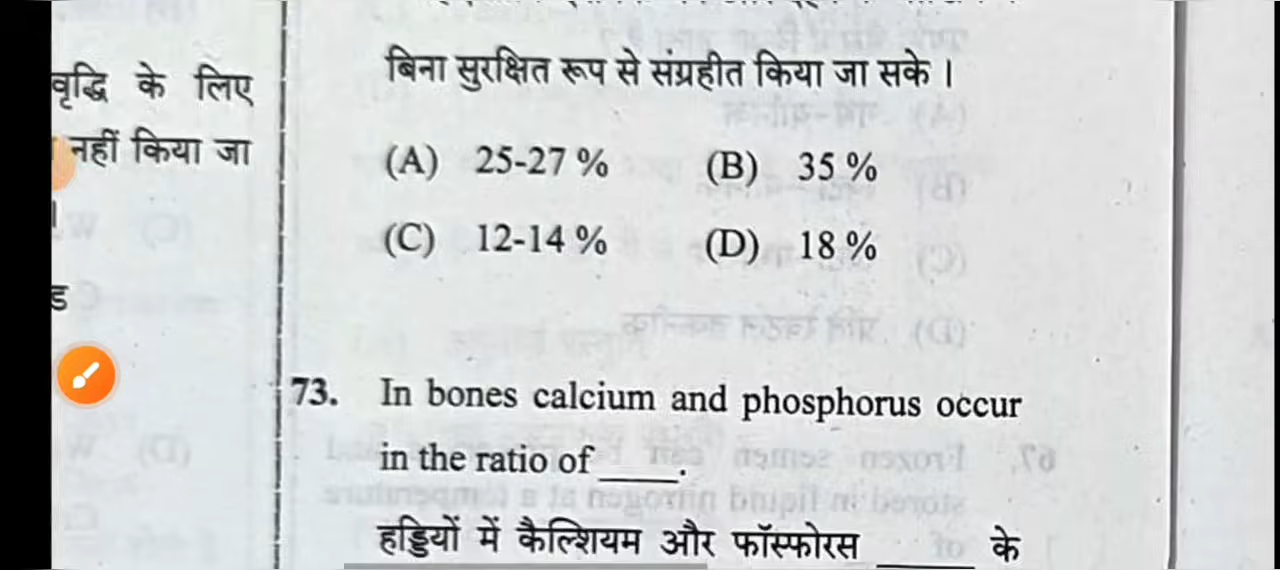 वृद्धि के लिए
नहीं किया जा
ड
बिना सुरक्षित रूप से संग्रहीत किया जा सके ।
(A) 25-27 % (B) 35 %
(C) 12-14 % (D) 18 %
73. In bones calcium and phosphorus occur
in the ratio of ____.
हड्डियों में कैल्शियम और फॉस्फोरस ____ के